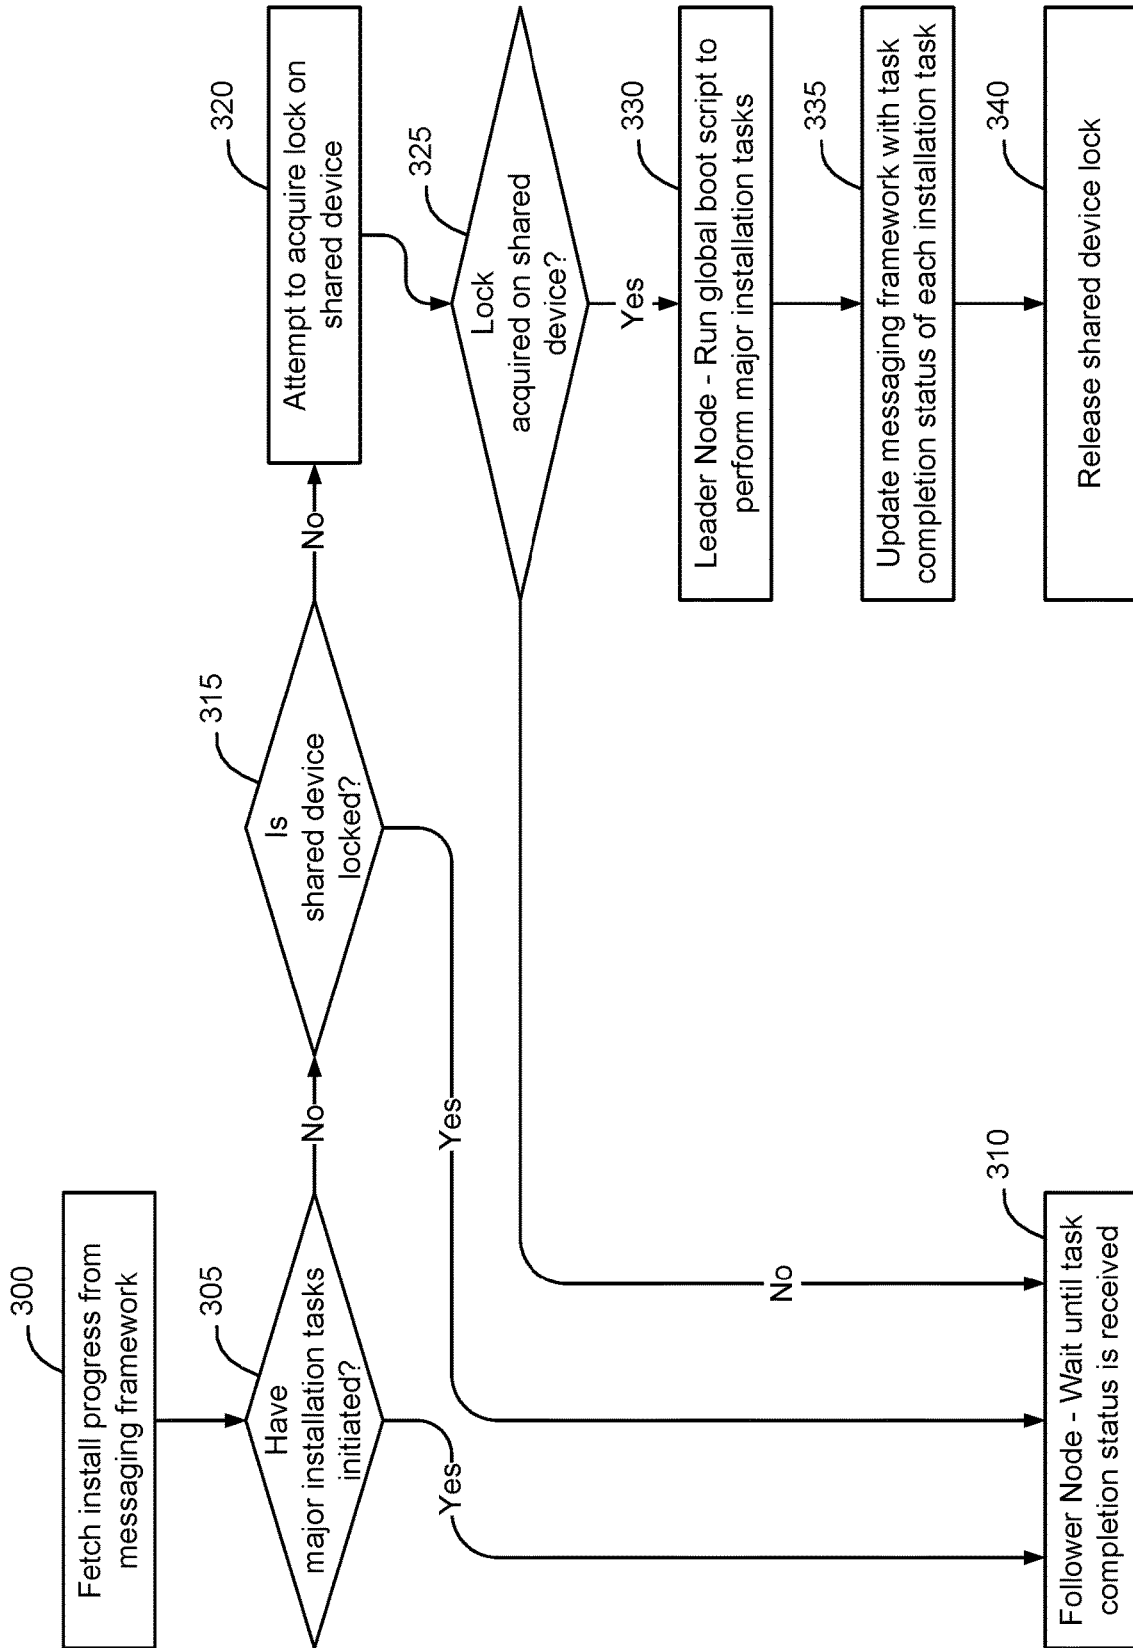 300
Fetch install progress from
messaging framework
305
Have
major installation tasks
initiated?
No
Yes
315
Is
shared device
locked?
No
Yes
320
Attempt to acquire lock on
shared device
325
Lock
acquired on shared
device?
No
Yes
330
Leader Node - Run global boot script to
perform major installation tasks
335
Update messaging framework with task
completion status of each installation task
340
Release shared device lock
310
Follower Node - Wait until task
completion status is received